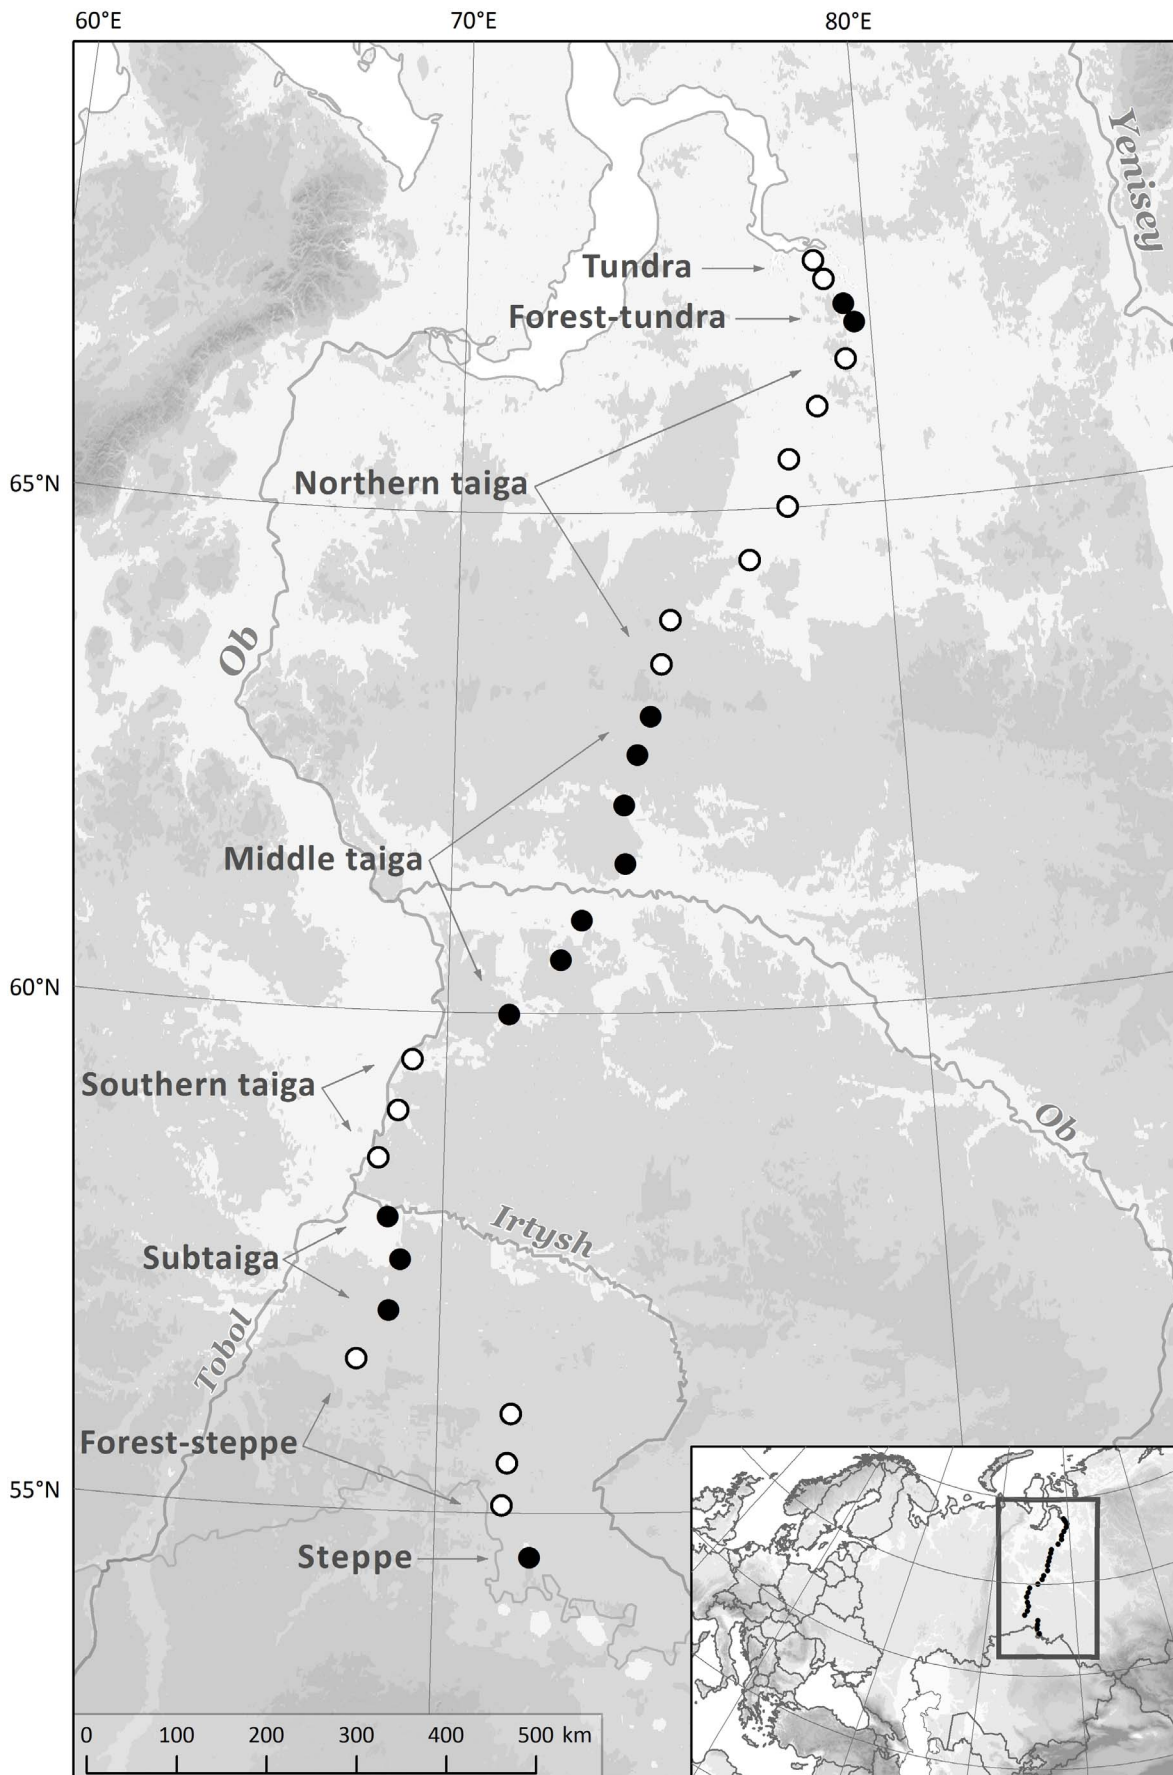 60°E 70°E 80°E
Yenisey
Tundra
Forest-tundra
65°N
Northern taiga
Ob
Middle taiga
60°N
Southern taiga
Ob
Irtysh
Subtaiga
Tobol
Forest-steppe
55°N
Steppe
0 100 200 300 400 500 km